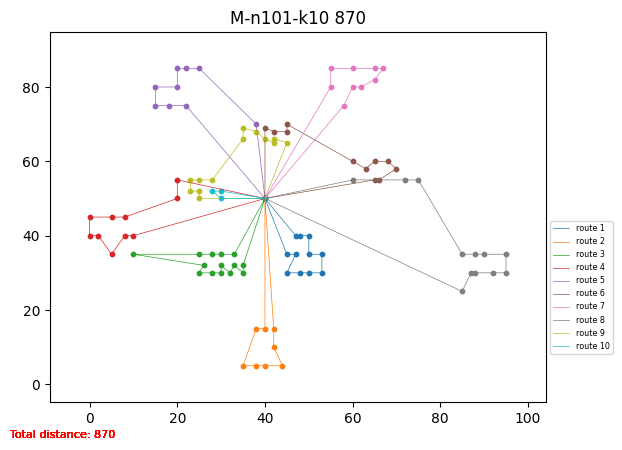 M-n101-k10 870
80
60
40
20
0
0 20 40 60 80 100
route 1
route 2
route 3
route 4
route 5
route 6
route 7
route 8
route 9
route 10
Total distance: 870